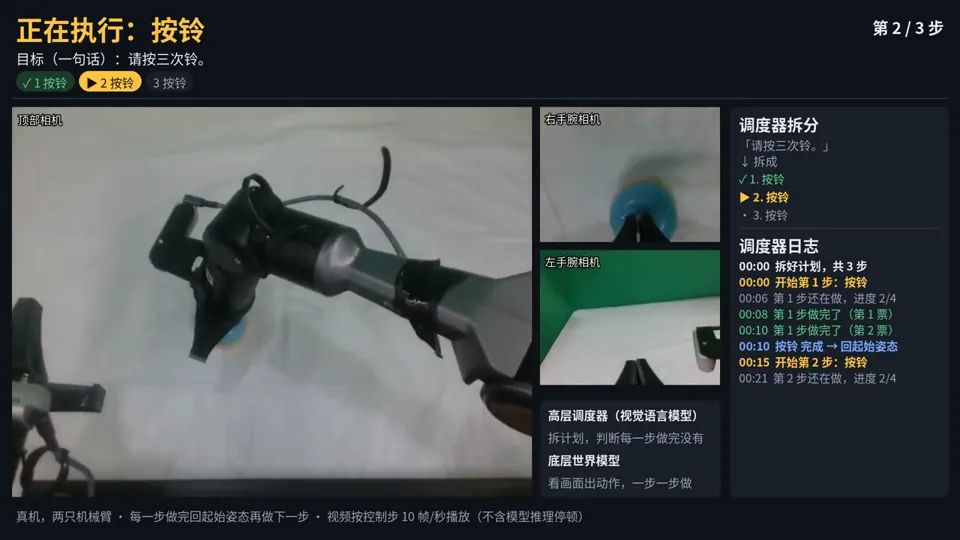 正在执行：按铃
第 2 / 3 步
目标（一句话）：请按三次铃。
✓ 1 按铃 ▶ 2 按铃 3 按铃
顶部相机
右手腕相机
左手腕相机
高层调度器（视觉语言模型）
拆计划，判断每一步做完没有
底层世界模型
看画面出动作，一步一步做
调度器拆分
「请按三次铃。」
↓ 拆成
✓ 1. 按铃
▶ 2. 按铃
· 3. 按铃
调度器日志
00:00 拆好计划，共 3 步
00:00 开始第 1 步：按铃
00:06 第 1 步还在做，进度 2/4
00:08 第 1 步做完了（第 1 票）
00:10 第 1 步做完了（第 2 票）
00:10 按铃 完成 → 回起始姿态
00:15 开始第 2 步：按铃
00:21 第 2 步还在做，进度 2/4
真机，两只机械臂 · 每一步做完回起始姿态再做下一步 · 视频按控制步 10 帧/秒播放（不含模型推理停顿）